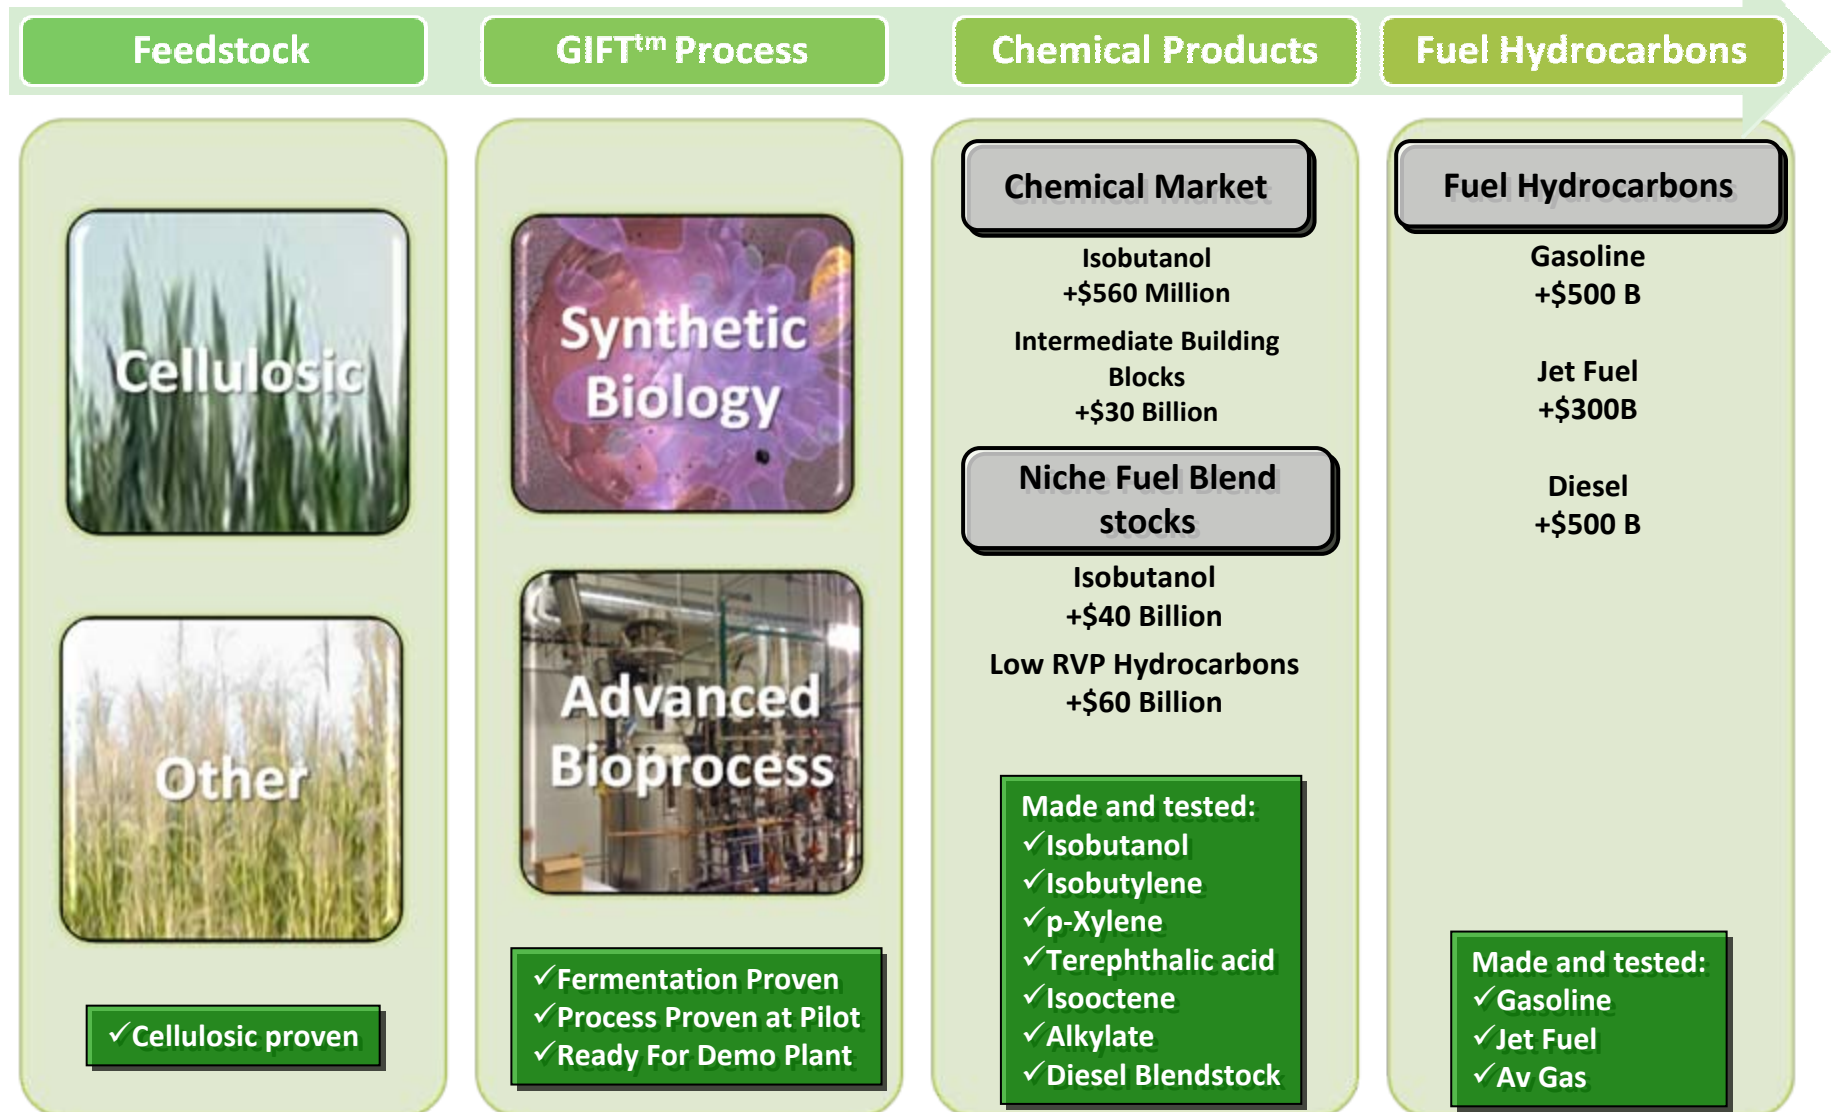 Feedstock
GIFTtm Process
Chemical Products
Fuel Hydrocarbons
Cellulosic
Other
✓Cellulosic proven
Synthetic
Biology
Advanced
Bioprocess
✓Fermentation Proven
✓Process Proven at Pilot
✓Ready For Demo Plant
Chemical Market
Isobutanol
+$560 Million
Intermediate Building
Blocks
+$30 Billion
Niche Fuel Blend
stocks
Isobutanol
+$40 Billion
Low RVP Hydrocarbons
+$60 Billion
Made and tested:
✓Isobutanol
✓Isobutylene
✓p-Xylene
✓Terephthalic acid
✓Isooctene
✓Alkylate
✓Diesel Blendstock
Fuel Hydrocarbons
Gasoline
+$500 B
Jet Fuel
+$300B
Diesel
+$500 B
Made and tested:
✓Gasoline
✓Jet Fuel
✓Av Gas